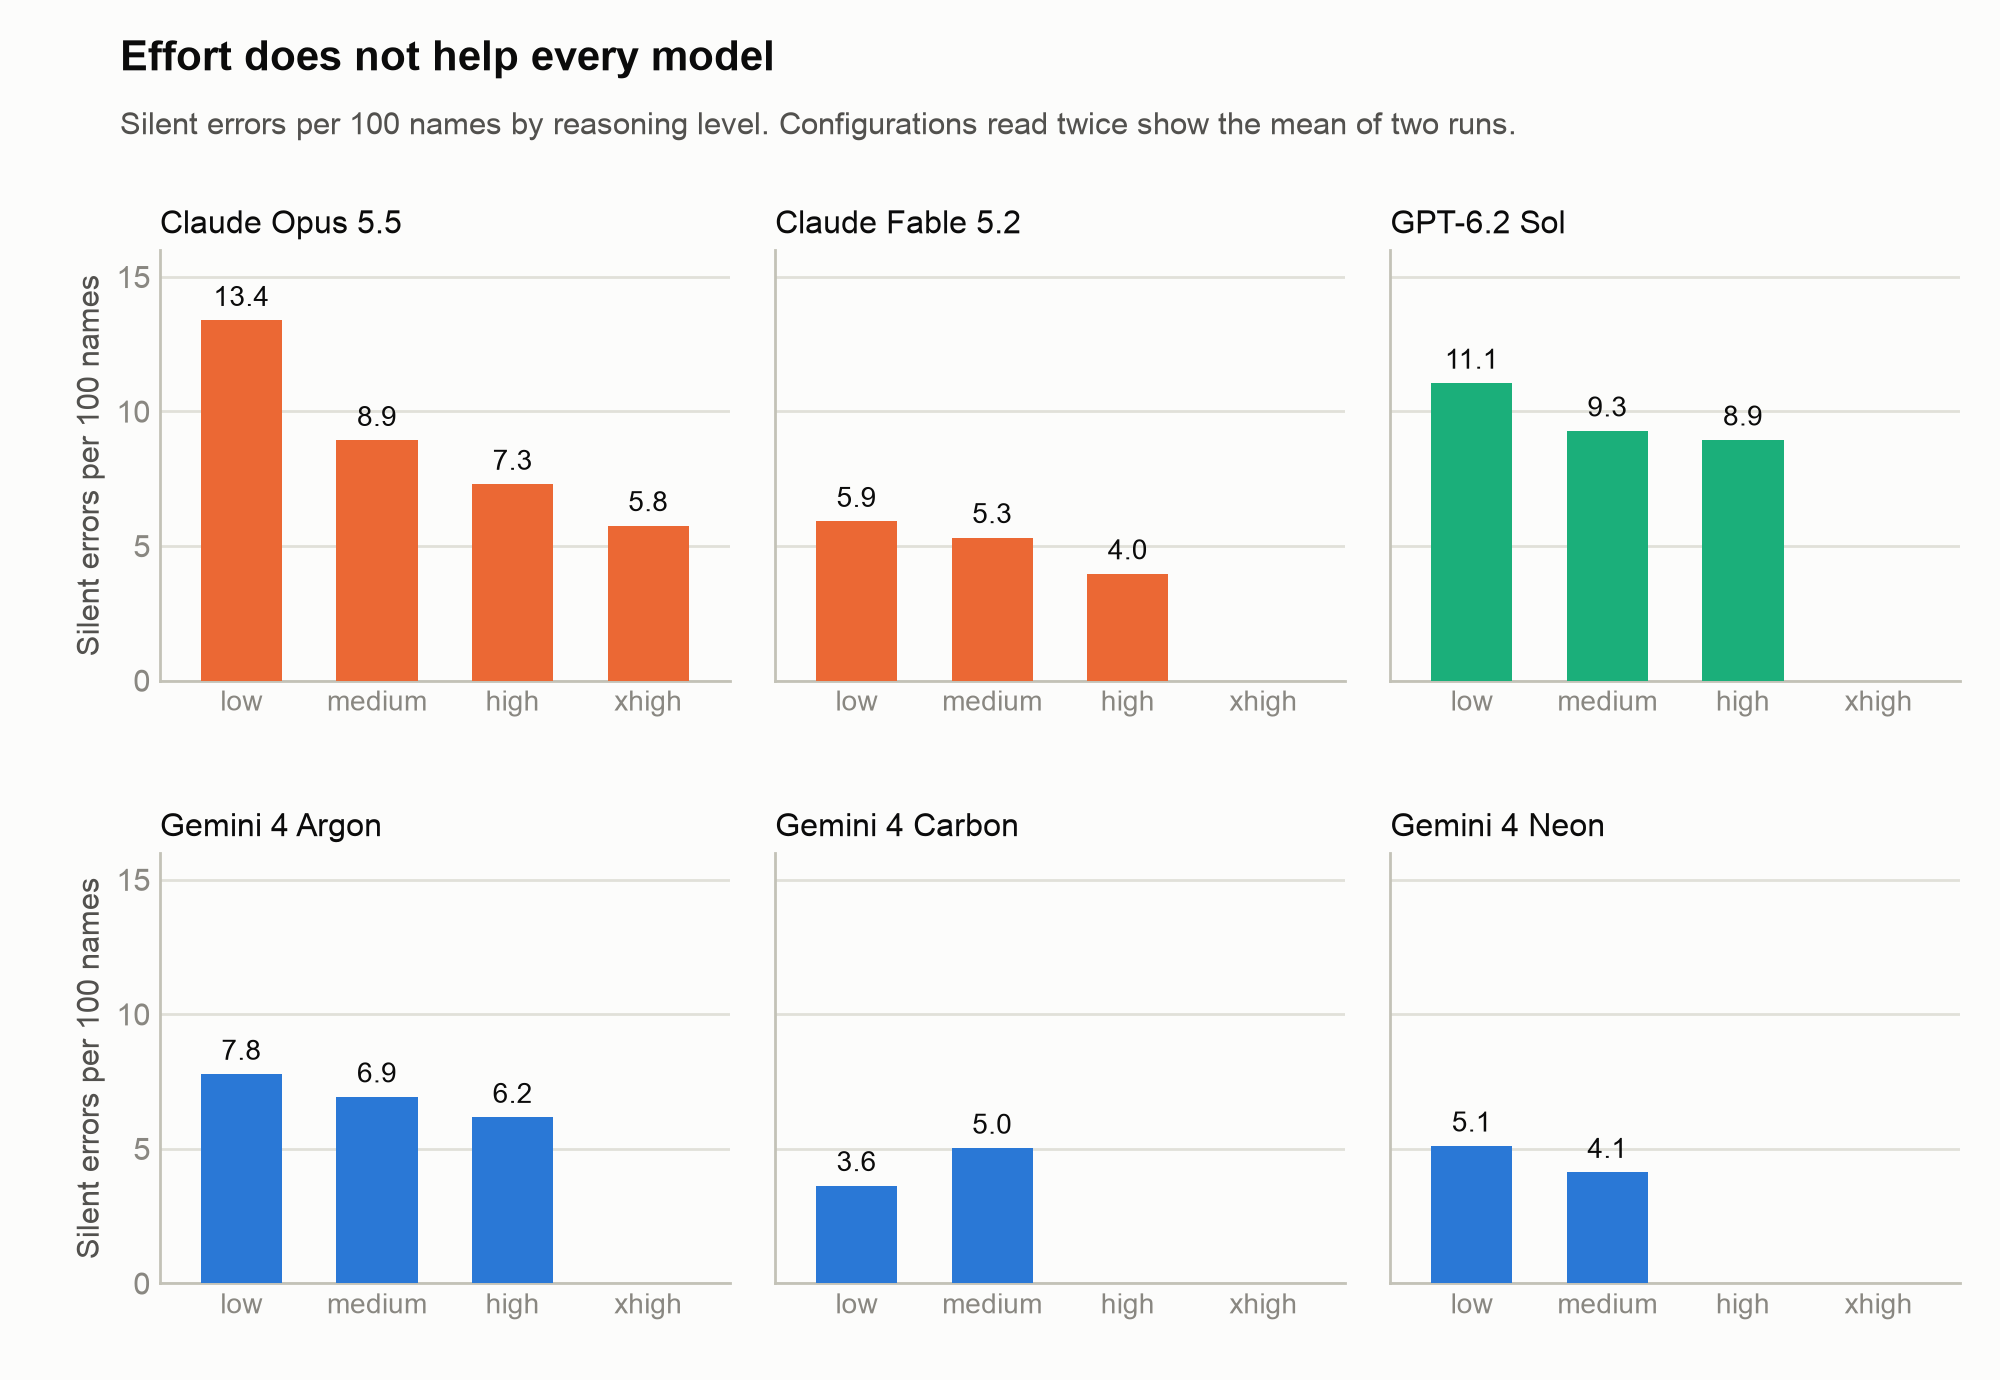 Effort does not help every model
Silent errors per 100 names by reasoning level. Configurations read twice show the mean of two runs.
Claude Opus 5.5
Silent errors per 100 names
15
10
5
0
13.4
8.9
7.3
5.8
low
medium
high
xhigh
Claude Fable 5.2
5.9
5.3
4.0
low
medium
high
xhigh
GPT-6.2 Sol
11.1
9.3
8.9
low
medium
high
xhigh
Gemini 4 Argon
Silent errors per 100 names
15
10
5
0
7.8
6.9
6.2
low
medium
high
xhigh
Gemini 4 Carbon
3.6
5.0
low
medium
high
xhigh
Gemini 4 Neon
5.1
4.1
low
medium
high
xhigh